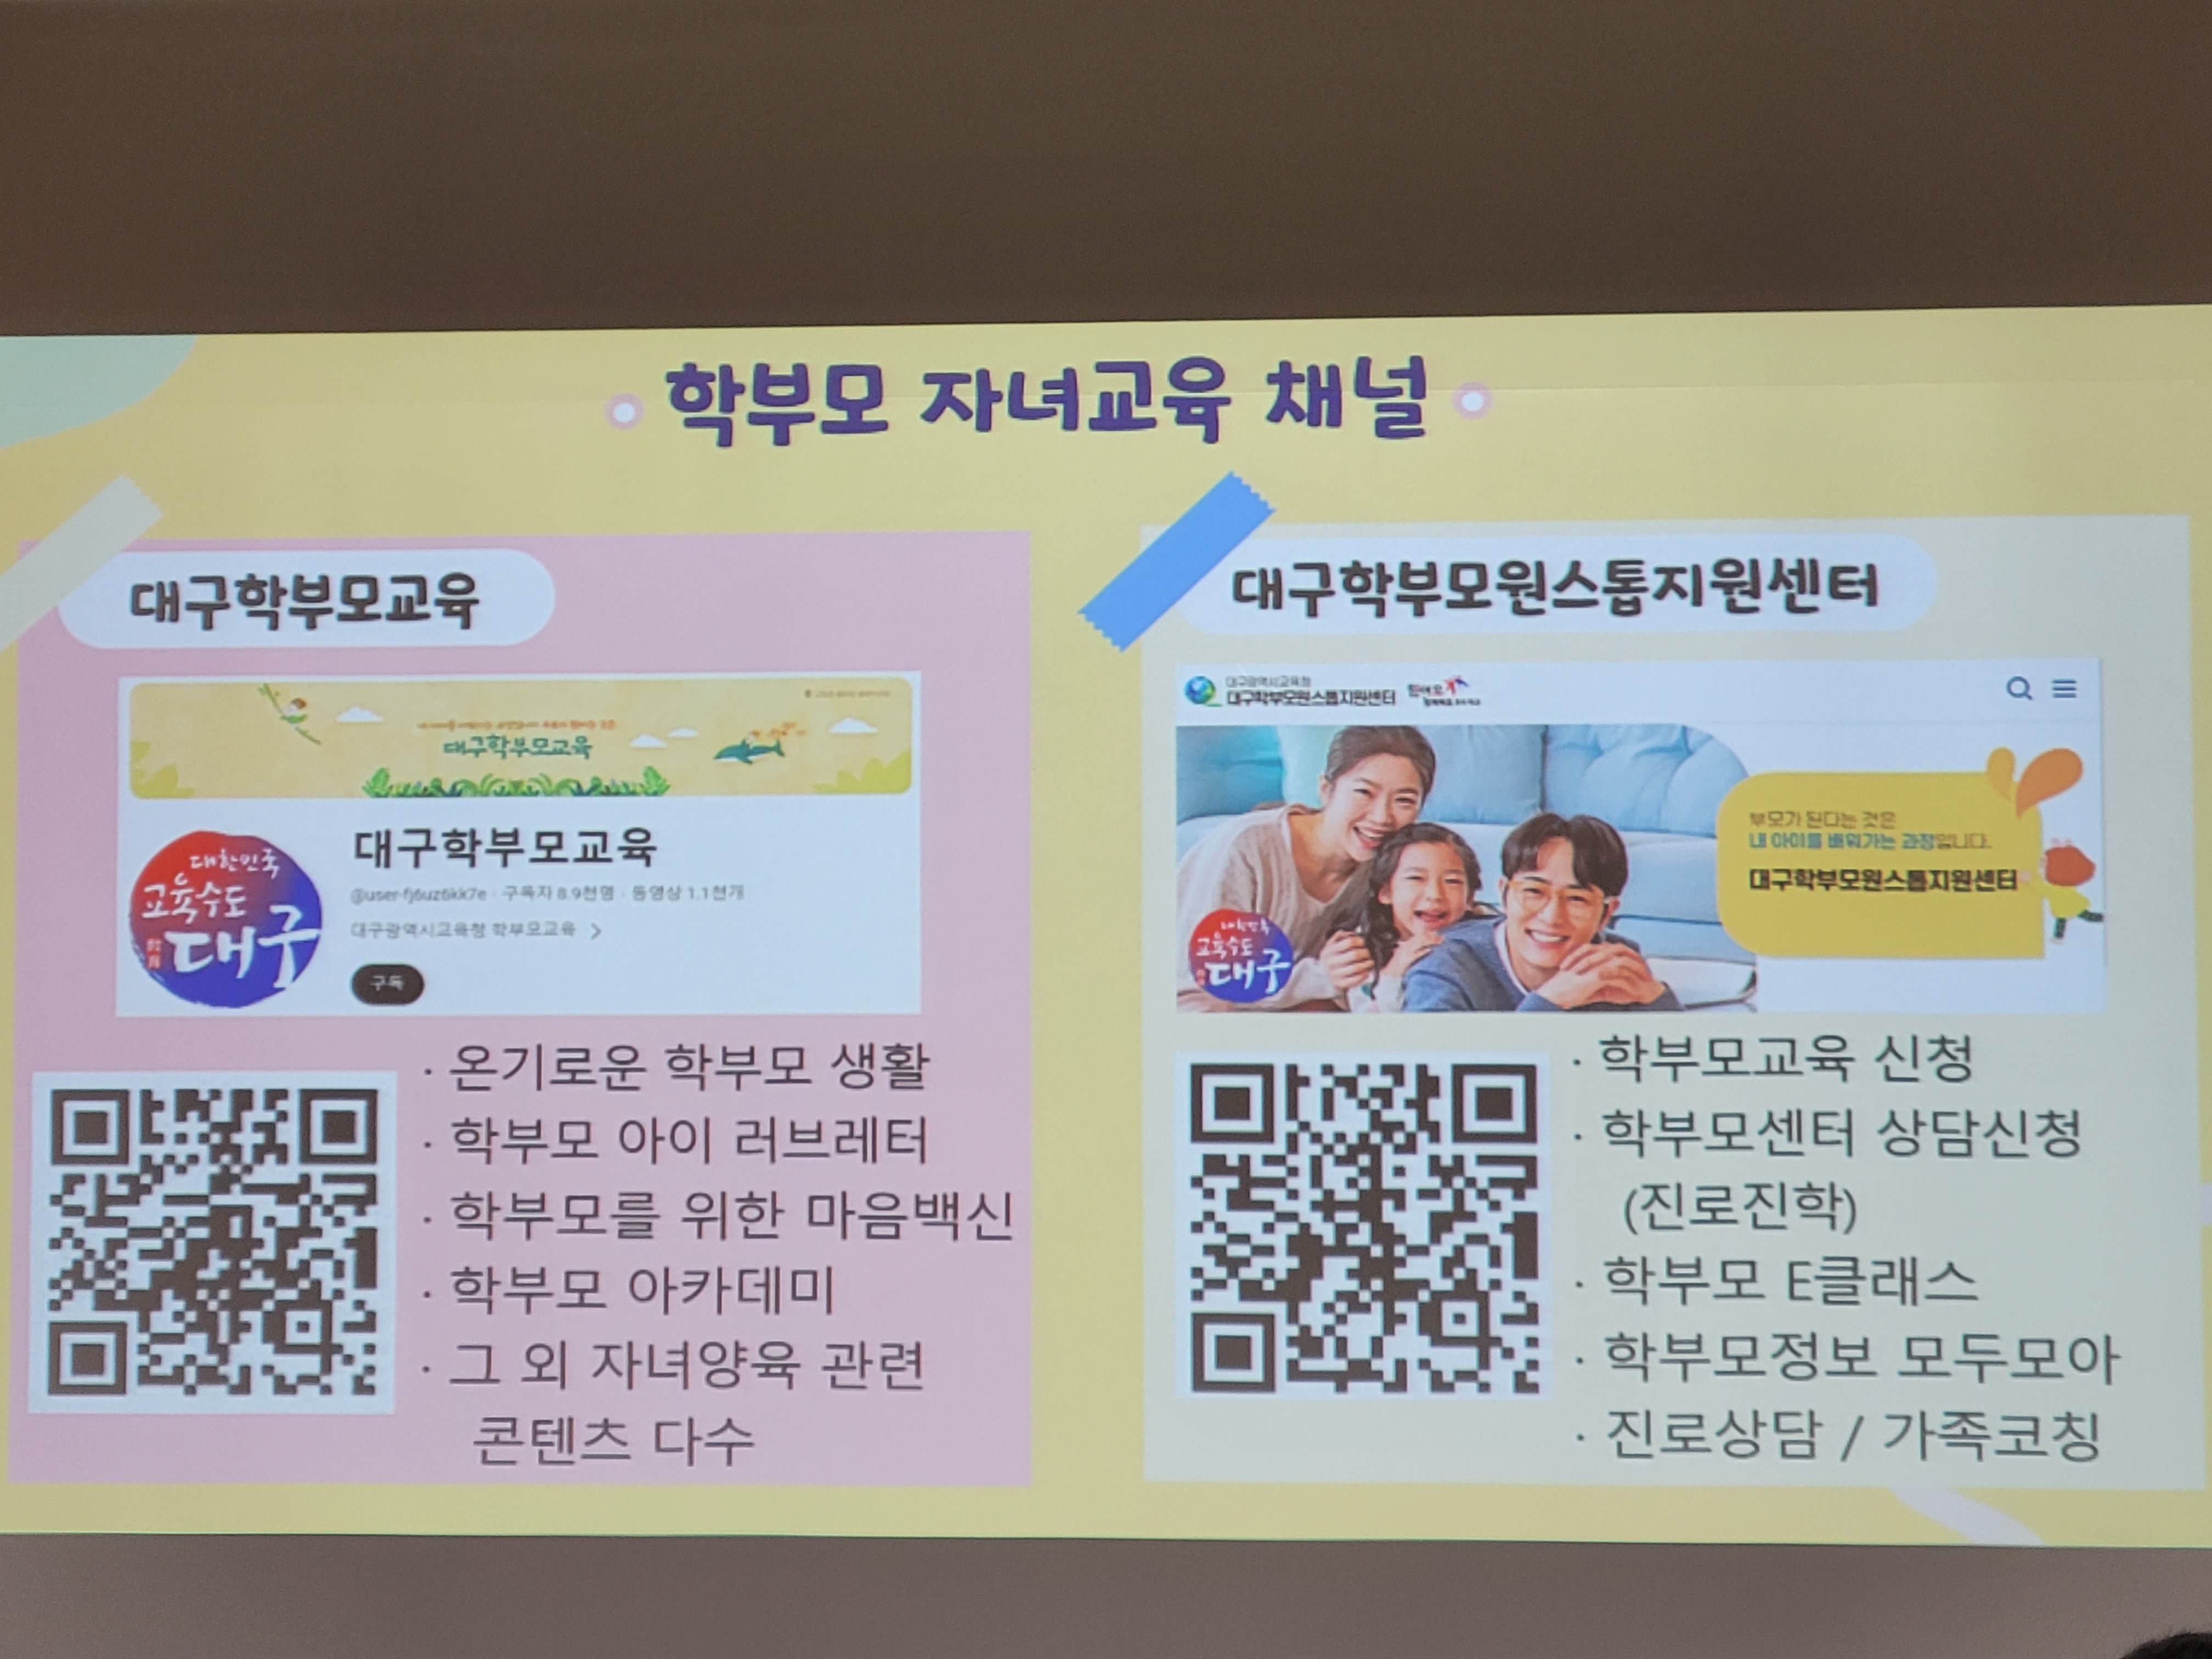 학부모 자녀교육 채널
대구학부모교육
대구학부모교육
대구학부모교육
대한민국
교육수도
대구
@user-fj6uz6kk7e · 구독자 8.9천명 · 동영상 1.1천개
대구광역시교육청 학부모교육 >
구독
· 온기로운 학부모 생활
· 학부모 아이 러브레터
· 학부모를 위한 마음백신
· 학부모 아카데미
· 그 외 자녀양육 관련
콘텐츠 다수
대구학부모원스톱지원센터
대구광역시교육청
대구학부모원스톱지원센터
부모가 된다는 것은
내 아이를 배워가는 과정입니다.
대구학부모원스톱지원센터
대한민국
교육수도
대구
· 학부모교육 신청
· 학부모센터 상담신청
(진로진학)
· 학부모 E클래스
· 학부모정보 모두모아
· 진로상담 / 가족코칭